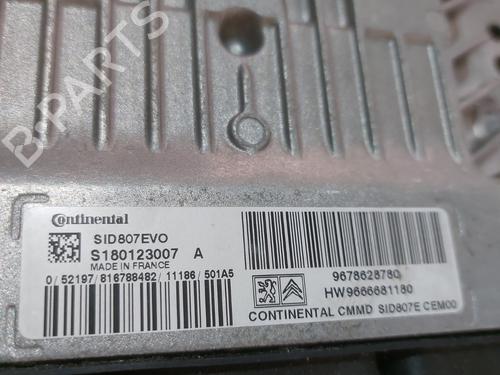 B-PARTS
Continental
SID807EVO
S180123007 A
MADE IN FRANCE
0/52197/816788482/11186/501A5
9678628780
HW9666681180
CONTINENTAL CMMD SID807E CEM00